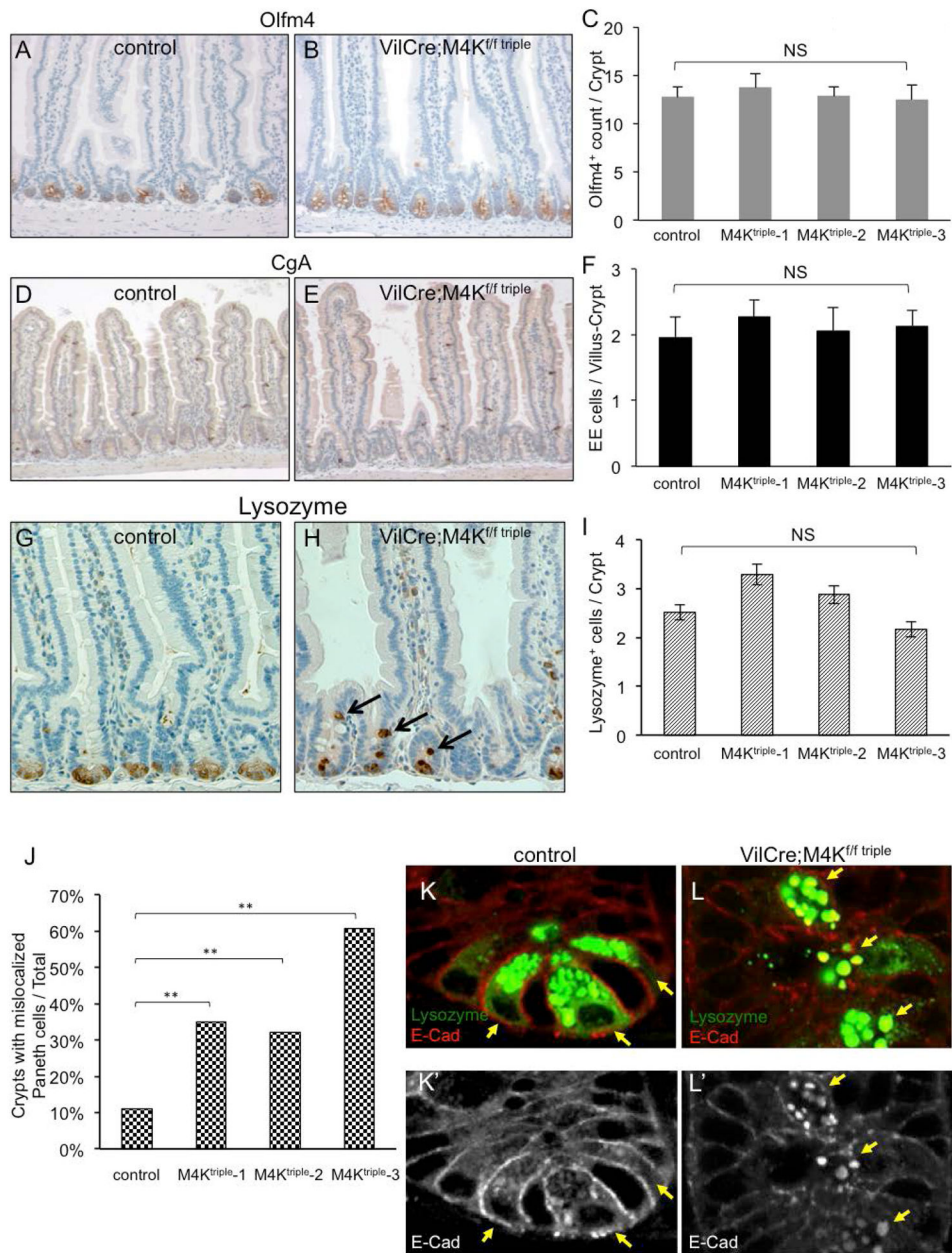 Olfm4
A control
B VilCre;M4K^f/f triple
C
NS
Olfm4+ count / Crypt
20
15
10
5
0
control M4K^triple-1 M4K^triple-2 M4K^triple-3
CgA
D control
E VilCre;M4K^f/f triple
F
NS
EE cells / Villus-Crypt
3
2
1
0
control M4K^triple-1 M4K^triple-2 M4K^triple-3
Lysozyme
G control
H VilCre;M4K^f/f triple
I
NS
Lysozyme+ cells / Crypt
4
3
2
1
0
control M4K^triple-1 M4K^triple-2 M4K^triple-3
J
Crypts with mislocalized
Paneth cells / Total
70%
60%
50%
40%
30%
20%
10%
0%
**
**
**
control M4K^triple-1 M4K^triple-2 M4K^triple-3
control
VilCre;M4K^f/f triple
K
Lysozyme
E-Cad
L
Lysozyme
E-Cad
K'
E-Cad
L'
E-Cad